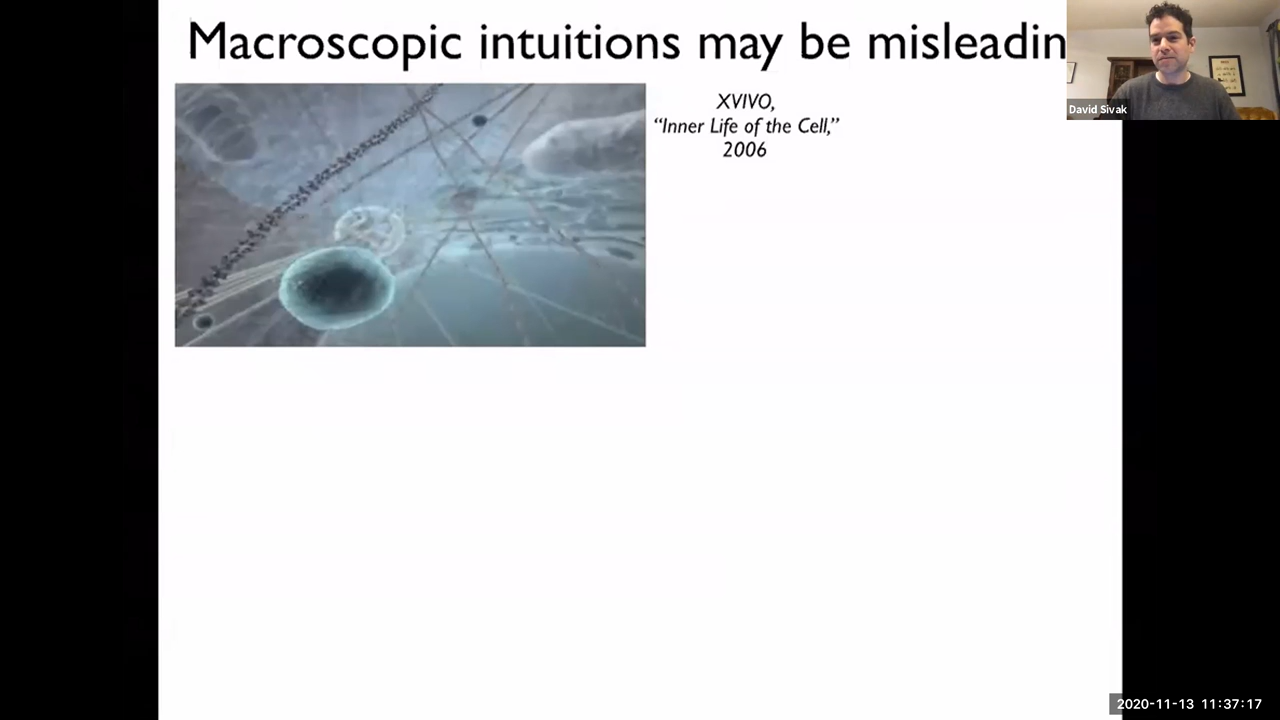 Macroscopic intuitions may be misleadin
XVIVO,
“Inner Life of the Cell,”
2006
David Sivak
2020-11-13 11:37:17